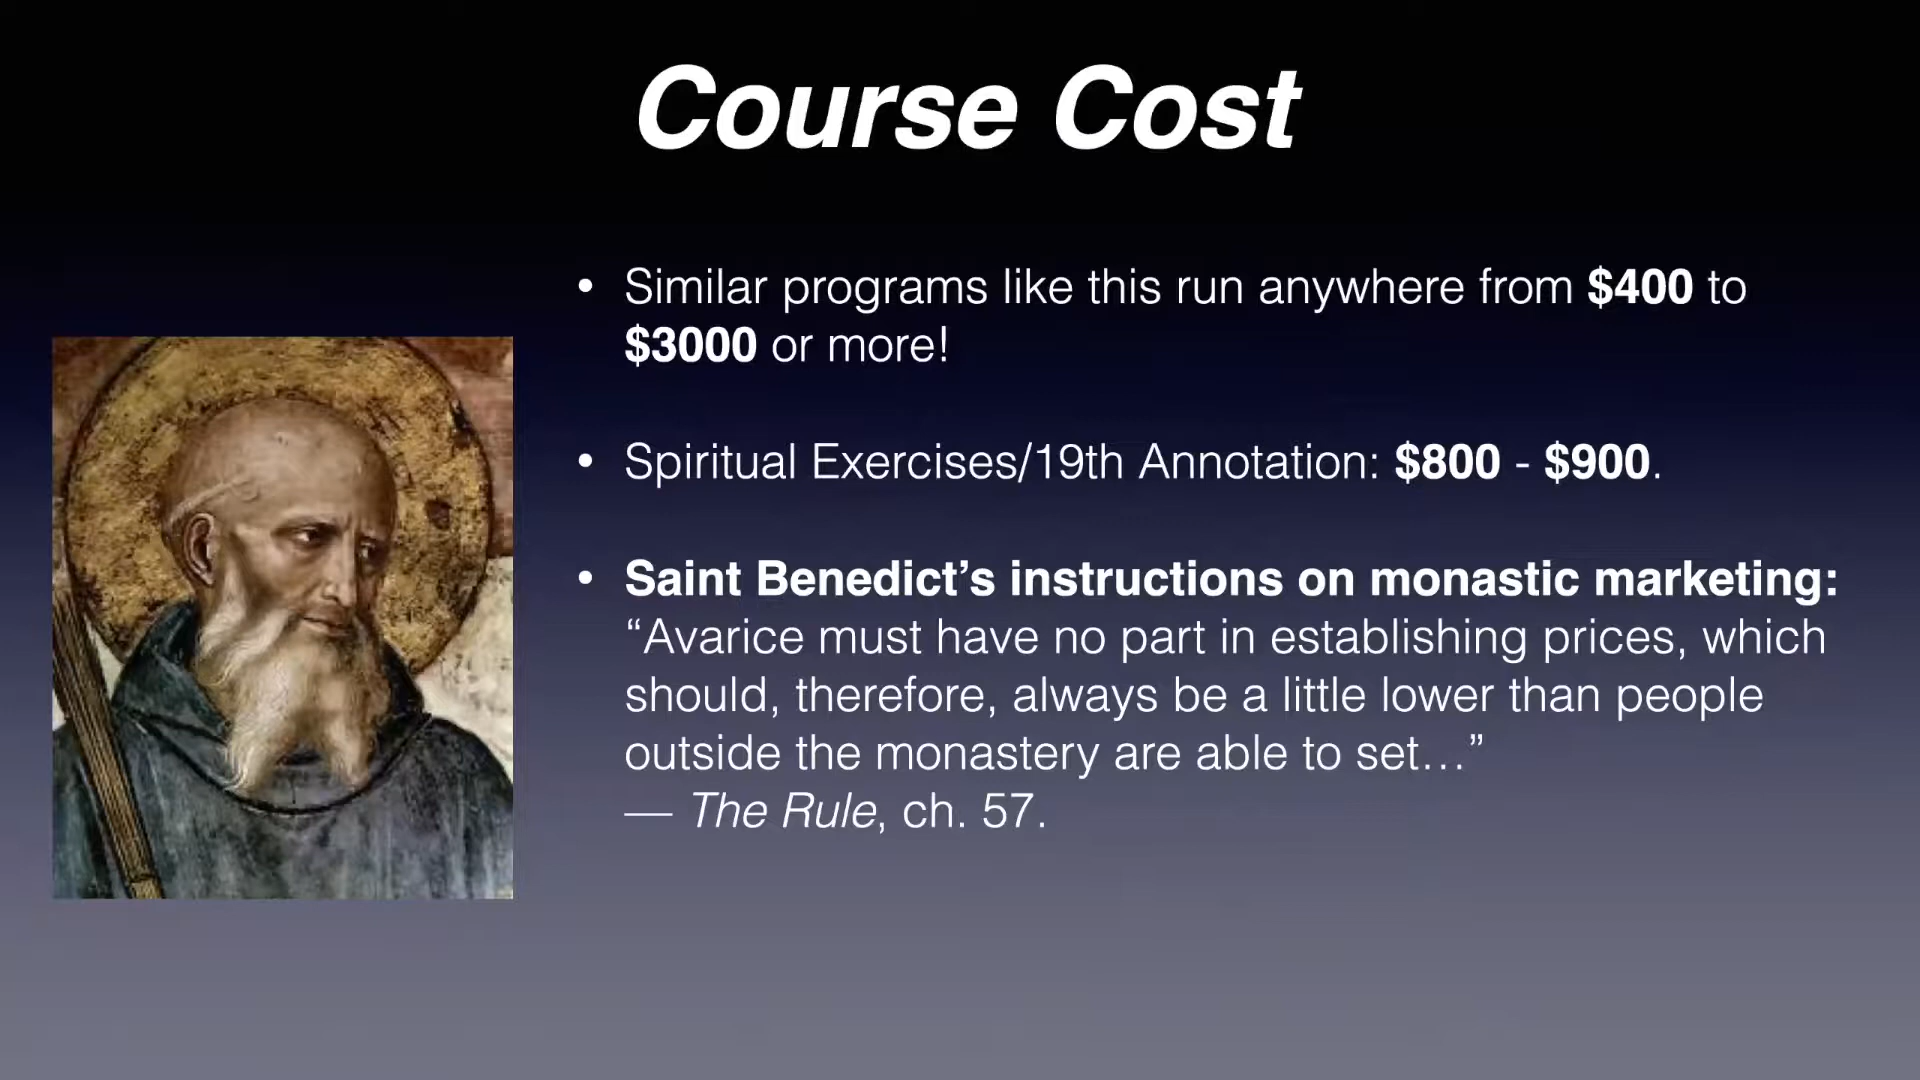 Course Cost
• Similar programs like this run anywhere from $400 to
$3000 or more!
• Spiritual Exercises/19th Annotation: $800 - $900.
• Saint Benedict’s instructions on monastic marketing:
“Avarice must have no part in establishing prices, which
should, therefore, always be a little lower than people
outside the monastery are able to set…”
— The Rule, ch. 57.